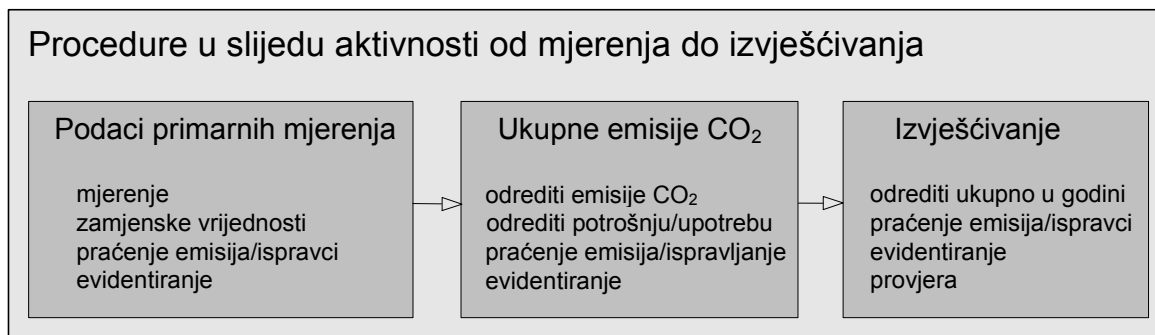 Procedure u slijedu aktivnosti od mjerenja do izvješćivanja
Podaci primarnih mjerenja
mjerenje
zamjenske vrijednosti
praćenje emisija/ispravci
evidentiranje
Ukupne emisije CO₂
odrediti emisije CO₂
odrediti potrošnju/upotrebu
praćenje emisija/ispravljanje
evidentiranje
Izvješćivanje
odrediti ukupno u godini
praćenje emisija/ispravci
evidentiranje
provjera